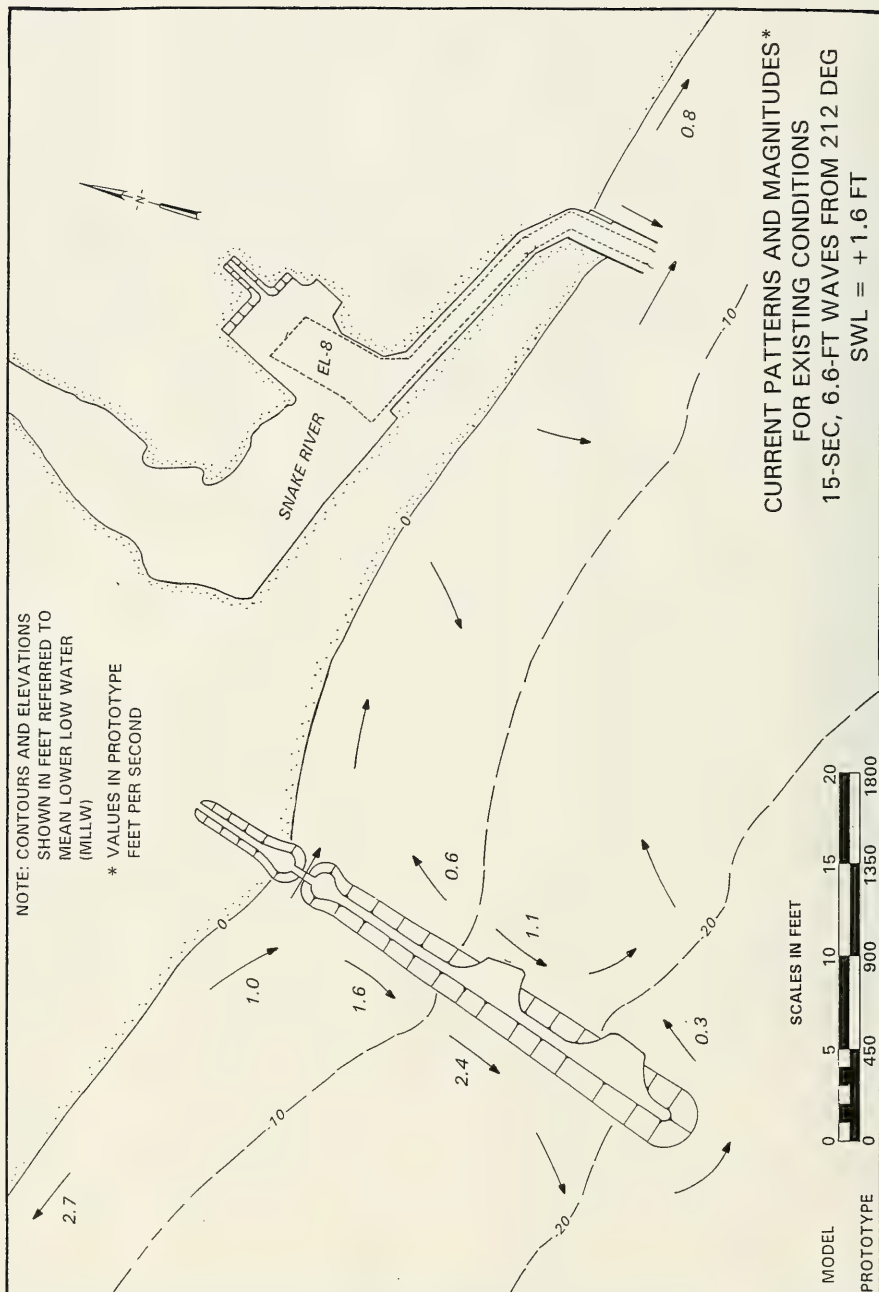 NOTE: CONTOURS AND ELEVATIONS
SHOWN IN FEET REFERRED TO
MEAN LOWER LOW WATER
(MLLW)
* VALUES IN PROTOTYPE
FEET PER SECOND
-N-
SNAKE RIVER
EL-8
0
0
2.7
1.0
1.6
2.4
0.6
1.1
0.3
0.8
-10
-10
-20
-20
CURRENT PATTERNS AND MAGNITUDES*
FOR EXISTING CONDITIONS
15-SEC, 6.6-FT WAVES FROM 212 DEG
SWL = +1.6 FT
SCALES IN FEET
MODEL 0 5 10 15 20
PROTOTYPE 0 450 900 1350 1800